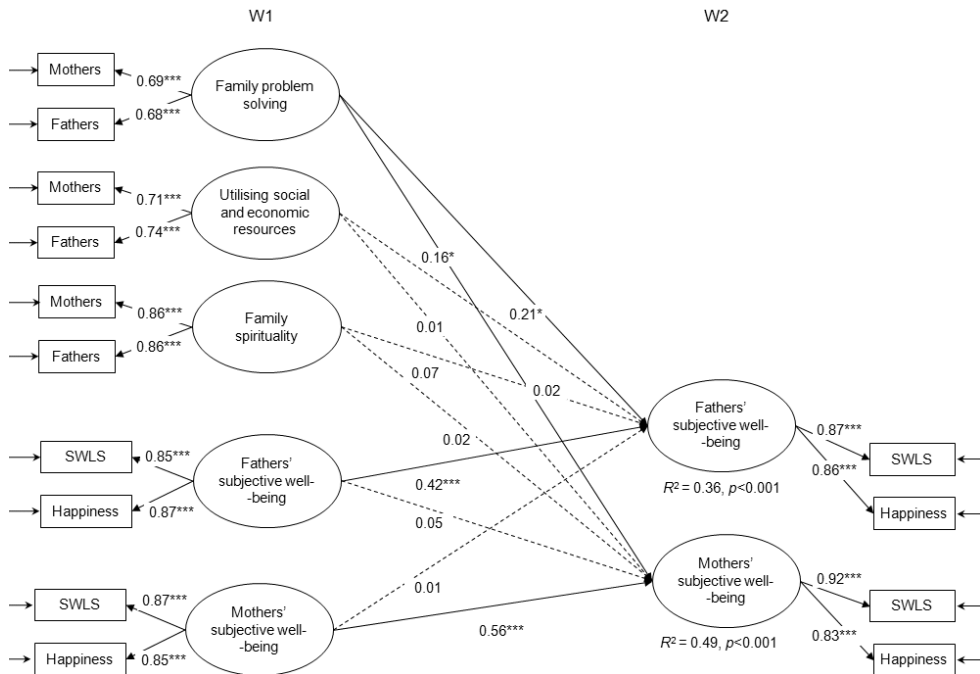 W1
W2
Mothers
0.69***
Family problem
solving
0.68***
Fathers
Mothers
0.71***
Utilising social
and economic
resources
0.74***
Fathers
0.16*
Mothers
0.86***
Family
spirituality
0.21*
0.01
0.86***
Fathers
0.07
0.02
Fathers'
subjective well-
-being
0.87***
SWLS
0.86***
R² = 0.36, p<0.001
Happiness
0.02
SWLS
0.85***
Fathers'
subjective well-
-being
0.42***
0.87***
Happiness
0.05
Mothers'
subjective well-
-being
0.92***
SWLS
0.83***
R² = 0.49, p<0.001
Happiness
0.01
SWLS
0.87***
Mothers'
subjective well-
-being
0.56***
0.85***
Happiness